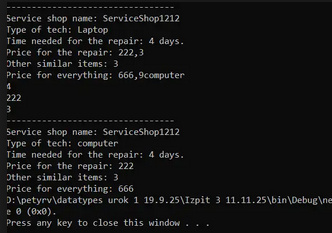 ---------------------------------
Service shop name: ServiceShop1212
Type of tech: Laptop
Time needed for the repair: 4 days.
Price for the repair: 222,3
Other similar items: 3
Price for everything: 666,9computer
4
222
3
---------------------------------
Service shop name: ServiceShop1212
Type of tech: computer
Time needed for the repair: 4 days.
Price for the repair: 222
Other similar items: 3
Price for everything: 666
D:\petyrv\datatypes urok 1 19.9.25\Izpit 3 11.11.25\bin\Debug\ne
e 0 (0x0).
Press any key to close this window . . .